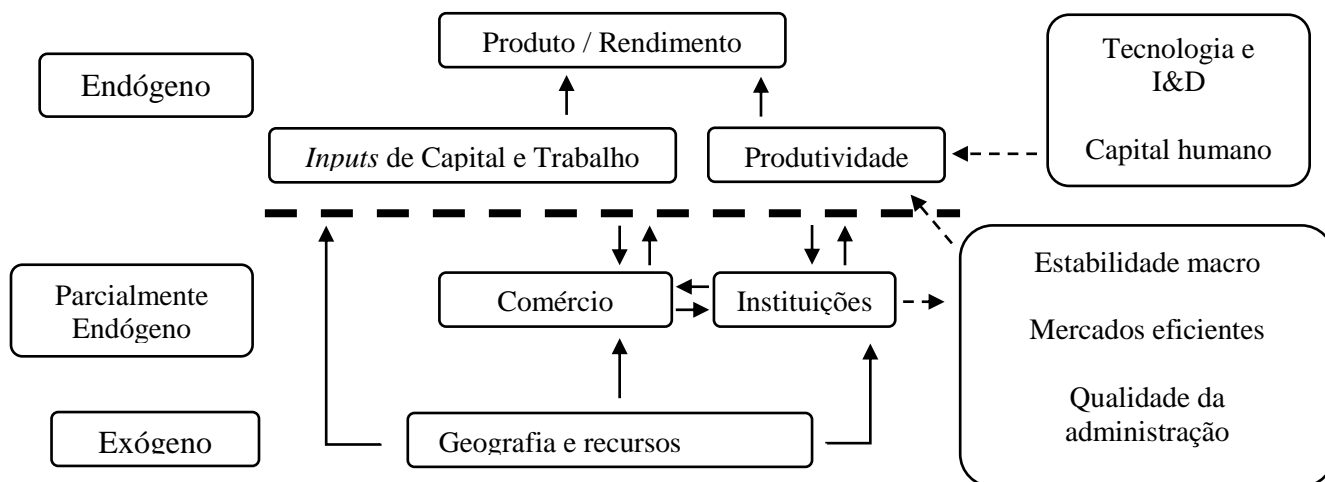 Produto / Rendimento
Tecnologia e
I&D
Endógeno
Inputs de Capital e Trabalho
Produtividade
Capital humano
Estabilidade macro
Parcialmente
Endógeno
Comércio
Instituições
Mercados eficientes
Qualidade da
administração
Exógeno
Geografia e recursos